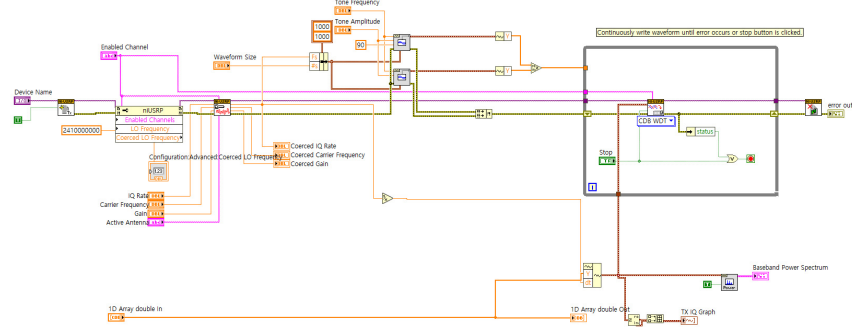 Tone Frequency
Tone Amplitude
1000
1000
90
Continuously write waveform until error occurs or stop button is clicked.
Enabled Channel
Waveform Size
Device Name
niUSRP
Enabled Channels
LO Frequency
Coerced LO Frequency
2410000000
CDB WDT
error out
status
Stop
Configuration:Advanced:Coerced LO Frequency
Coerced IQ Rate
Coerced Carrier Frequency
Coerced Gain
IQ Rate
Carrier Frequency
Gain
Active Antenna
Baseband Power Spectrum
1D Array double In
1D Array double Out
TX IQ Graph